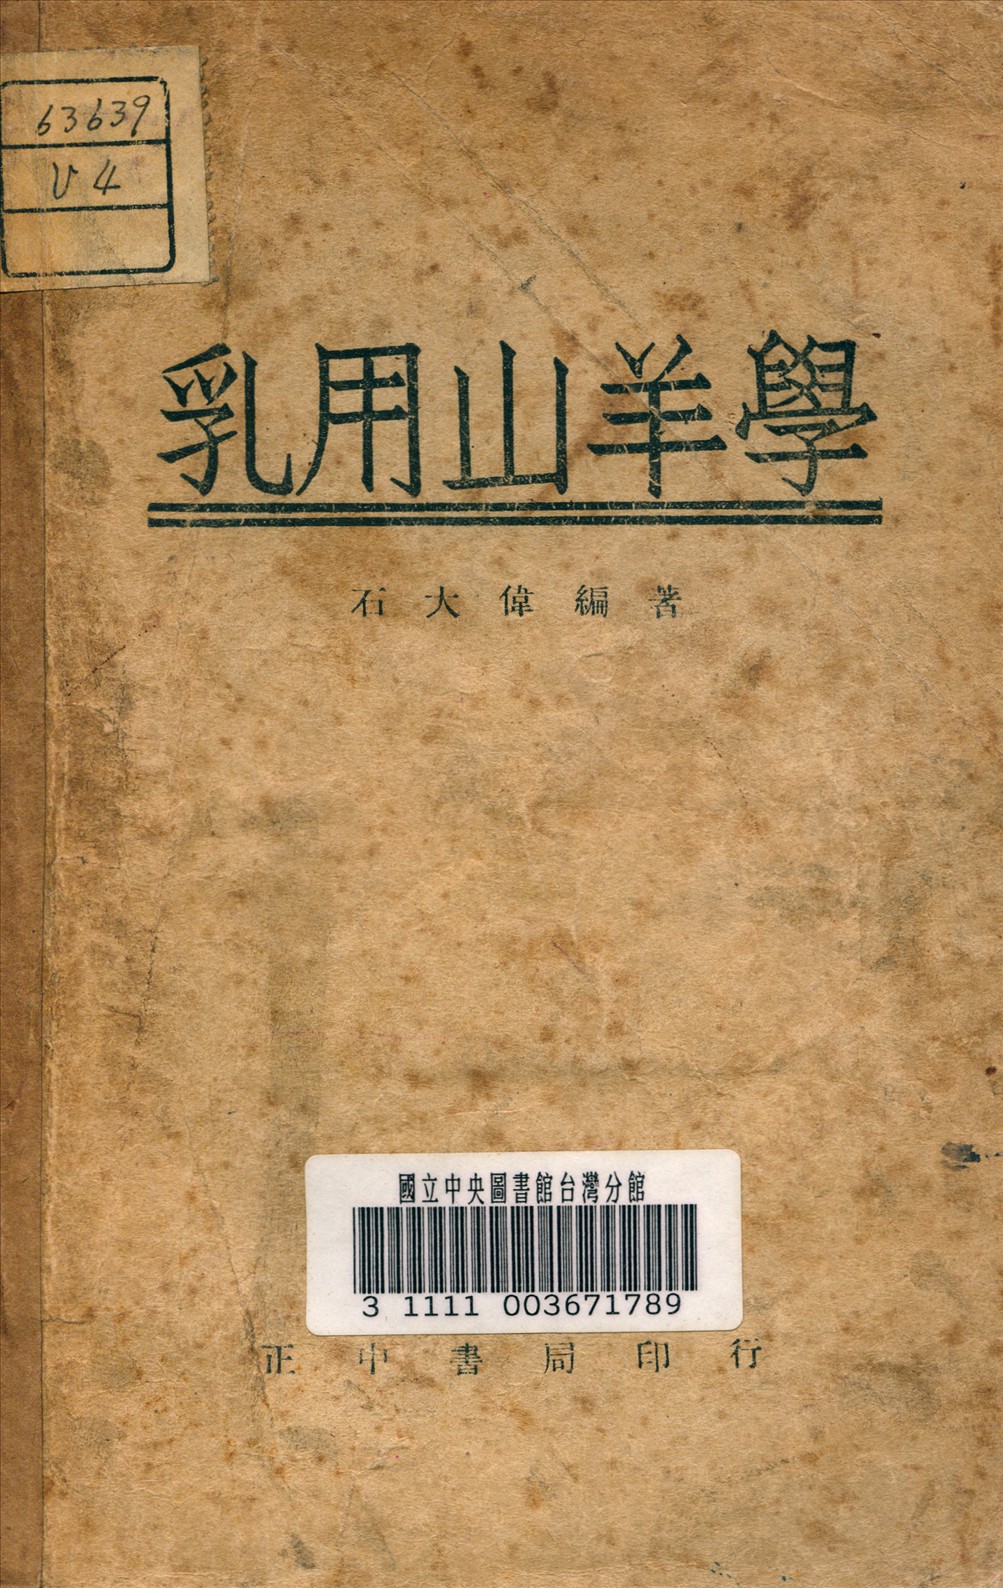 63639
V4
乳用山羊學
石大偉編著
國立中央圖書館台灣分館
3 1111 003671789
正中書局印行